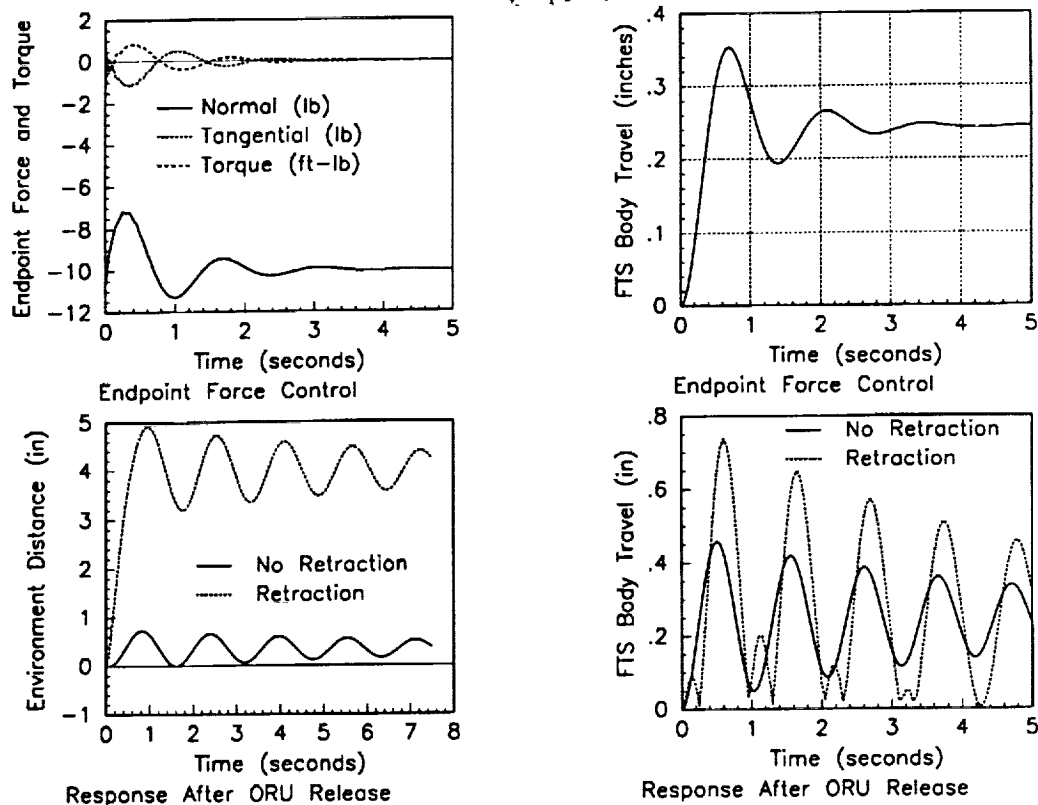 2
0
-2
-4
-6
-8
-10
-12
Endpoint Force and Torque
Normal (lb)
Tangential (lb)
Torque (ft-lb)
0 1 2 3 4 5
Time (seconds)
Endpoint Force Control
.4
.3
.2
.1
0
FTS Body Travel (inches)
0 1 2 3 4 5
Time (seconds)
Endpoint Force Control
5
4
3
2
1
0
-1
Environment Distance (in)
No Retraction
Retraction
0 1 2 3 4 5 6 7 8
Time (seconds)
Response After ORU Release
.8
.6
.4
.2
0
FTS Body Travel (in)
No Retraction
Retraction
0 1 2 3 4 5
Time (seconds)
Response After ORU Release